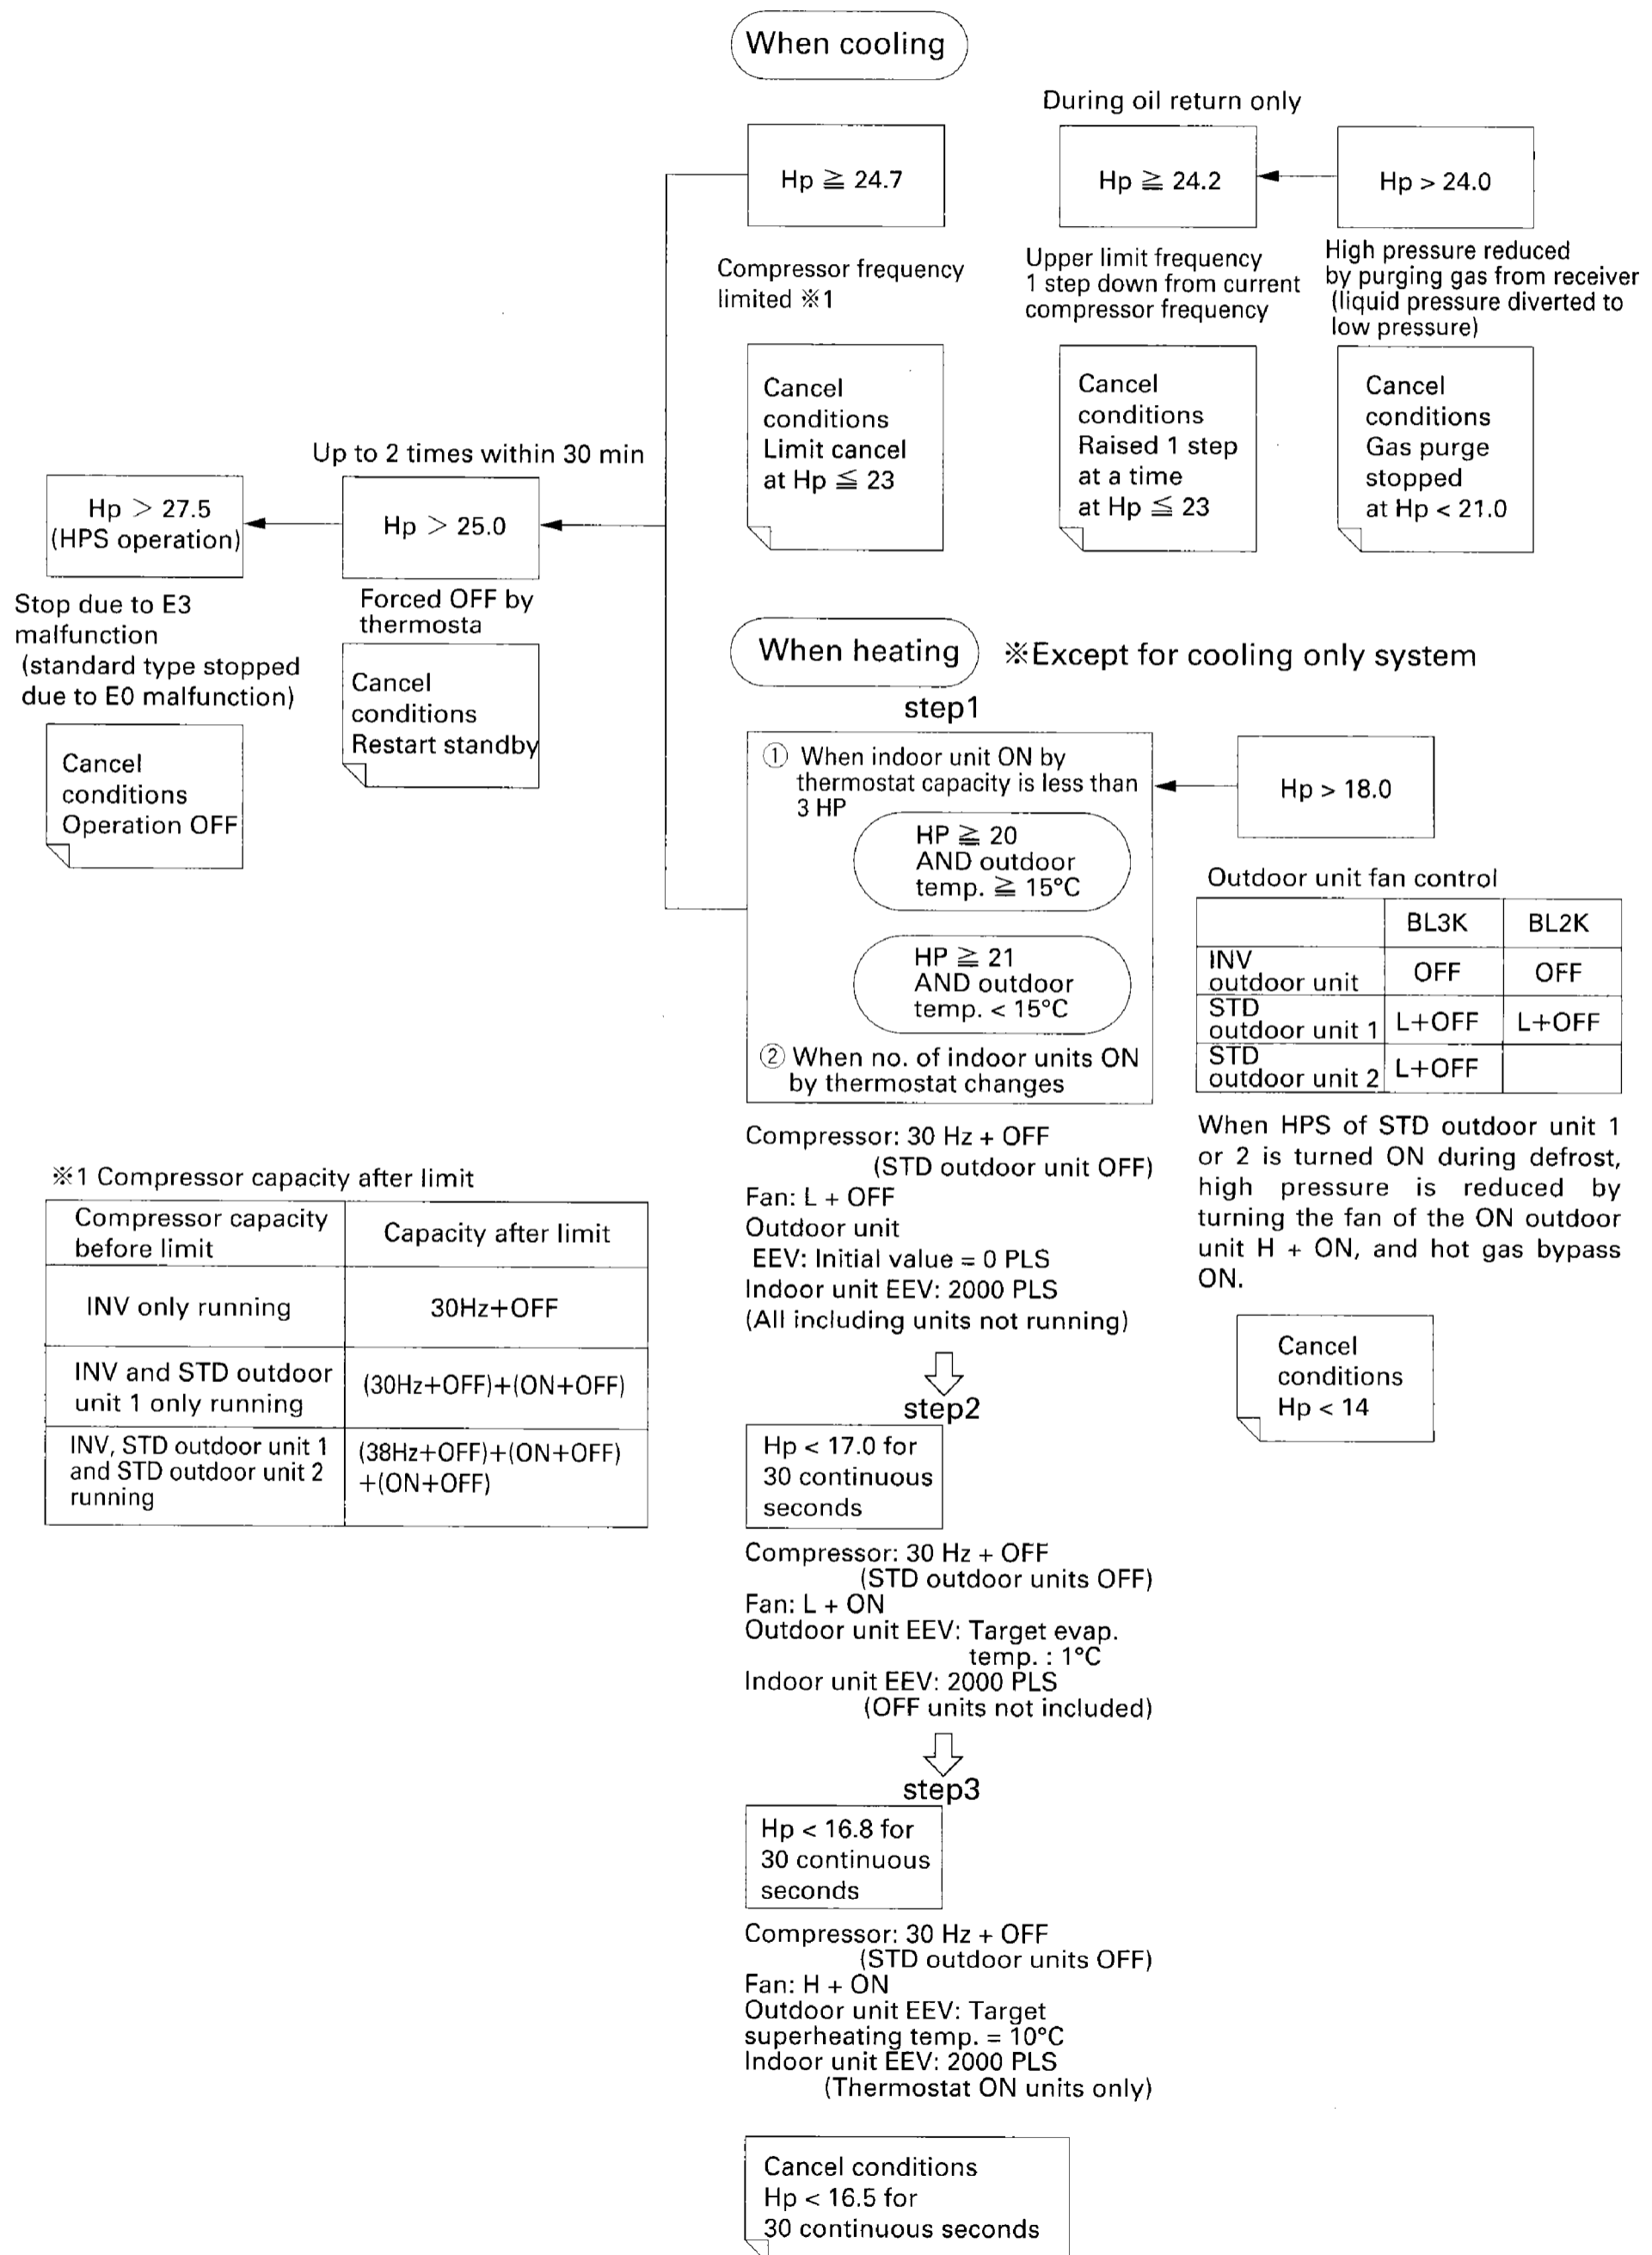 When cooling
During oil return only
Hp ≧ 24.7
Hp ≧ 24.2
Hp > 24.0
Compressor frequency
limited ※1
Upper limit frequency
1 step down from current
compressor frequency
High pressure reduced
by purging gas from receiver
(liquid pressure diverted to
low pressure)
Cancel
conditions
Limit cancel
at Hp ≦ 23
Cancel
conditions
Raised 1 step
at a time
at Hp ≦ 23
Cancel
conditions
Gas purge
stopped
at Hp < 21.0
Up to 2 times within 30 min
Hp > 27.5
(HPS operation)
Hp > 25.0
Stop due to E3
malfunction
(standard type stopped
due to E0 malfunction)
Forced OFF by
thermosta
Cancel
conditions
Operation OFF
Cancel
conditions
Restart standby
When heating
※Except for cooling only system
step1
① When indoor unit ON by
thermostat capacity is less than
3 HP
HP ≧ 20
AND outdoor
temp. ≧ 15°C
HP ≧ 21
AND outdoor
temp. < 15°C
② When no. of indoor units ON
by thermostat changes
Hp > 18.0
Outdoor unit fan control
BL3K BL2K
INV
outdoor unit OFF OFF
STD
outdoor unit 1 L+OFF L+OFF
STD
outdoor unit 2 L+OFF
When HPS of STD outdoor unit 1
or 2 is turned ON during defrost,
high pressure is reduced by
turning the fan of the ON outdoor
unit H + ON, and hot gas bypass
ON.
Cancel
conditions
Hp < 14
Compressor: 30 Hz + OFF
(STD outdoor unit OFF)
Fan: L + OFF
Outdoor unit
EEV: Initial value = 0 PLS
Indoor unit EEV: 2000 PLS
(All including units not running)
※1 Compressor capacity after limit
Compressor capacity
before limit
Capacity after limit
INV only running 30Hz+OFF
INV and STD outdoor
unit 1 only running
(30Hz+OFF)+(ON+OFF)
INV, STD outdoor unit 1
and STD outdoor unit 2
running
(38Hz+OFF)+(ON+OFF)
+(ON+OFF)
step2
Hp < 17.0 for
30 continuous
seconds
Compressor: 30 Hz + OFF
(STD outdoor units OFF)
Fan: L + ON
Outdoor unit EEV: Target evap.
temp. : 1°C
Indoor unit EEV: 2000 PLS
(OFF units not included)
step3
Hp < 16.8 for
30 continuous
seconds
Compressor: 30 Hz + OFF
(STD outdoor units OFF)
Fan: H + ON
Outdoor unit EEV: Target
superheating temp. = 10°C
Indoor unit EEV: 2000 PLS
(Thermostat ON units only)
Cancel conditions
Hp < 16.5 for
30 continuous seconds